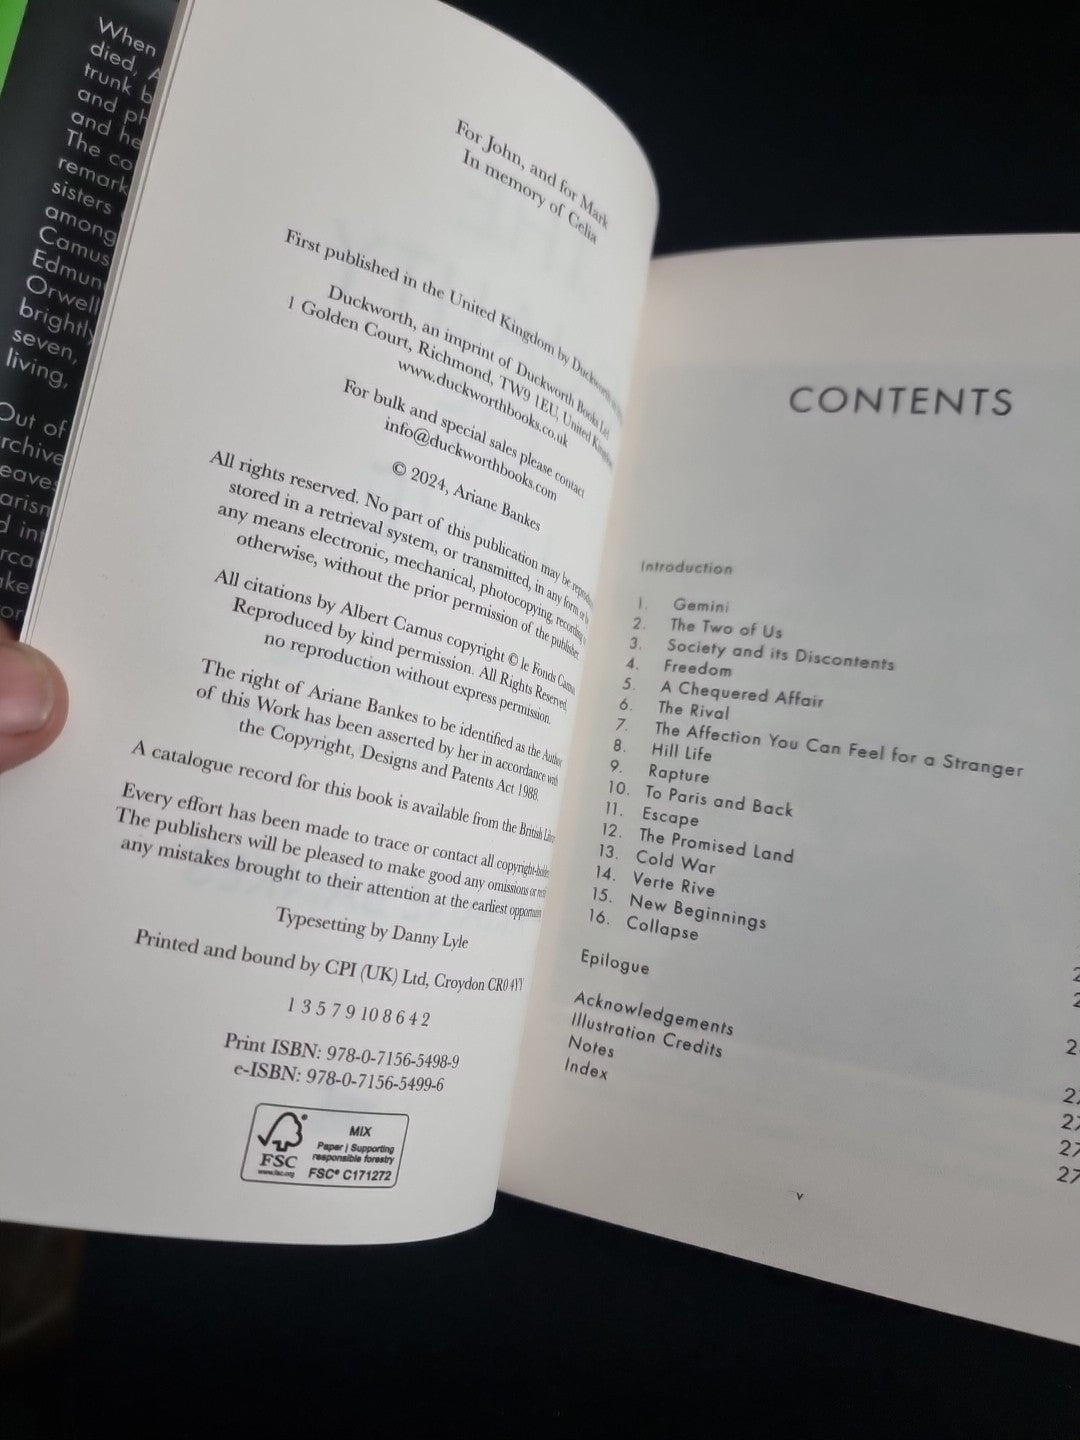 When
died,
trunk
and
and
The
remark
sisters
among
Camus
Orwell
brightly
seven,
living,
Out of
For John, and for Mark
In memory of Celia
First published in the United Kingdom by Duckworth
Duckworth, an imprint of Duckworth Books Ltd
1 Golden Court, Richmond, TW9 1EU, United Kingdom
www.duckworthbooks.co.uk
For bulk and special sales please contact
info@duckworthbooks.com
© 2024, Ariane Bankes
All rights reserved. No part of this publication may be
stored in a retrieval system, or transmitted, in any form or
any means electronic, mechanical, photocopying, recording
otherwise, without the prior permission of the publisher
All citations by Albert Camus copyright © le Fonds Camus
Reproduced by kind permission. All Rights Reserved,
no reproduction without express permission.
The right of Ariane Bankes to be identified as the Author
of this Work has been asserted by her in accordance with
the Copyright, Designs and Patents Act 1988.
A catalogue record for this book is available from the British
Every effort has been made to trace or contact all
The publishers will be pleased to make good any omissions or
any mistakes brought to their attention at the earliest
Typesetting by Danny Lyle
Printed and bound by CPI (UK) Ltd, Croydon CR0 4YY
1 3 5 7 9 10 8 6 4 2
Print ISBN: 978-0-7156-5498-9
e-ISBN: 978-0-7156-5499-6
FSC
www.fsc.org
MIX
Paper | Supporting
responsible forestry
FSC® C171272
CONTENTS
Introduction
1. Gemini
2. The Two of Us
3. Society and its Discontents
4. Freedom
5. A Chequered Affair
6. The Rival
7. The Affection You Can Feel for a Stranger
8. Hill Life
9. Rapture
10. To Paris and Back
11. Escape
12. The Promised Land
13. Cold War
14. Verte Rive
15. New Beginnings
16. Collapse
Epilogue
Acknowledgements
Illustration Credits
Notes
Index
v